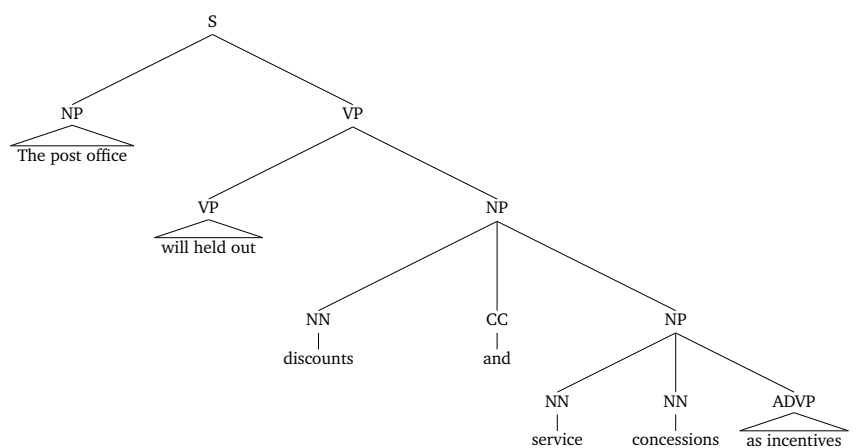 S
NP VP
The post office
VP NP
will held out
NN CC NP
discounts and
NN NN ADVP
service concessions as incentives